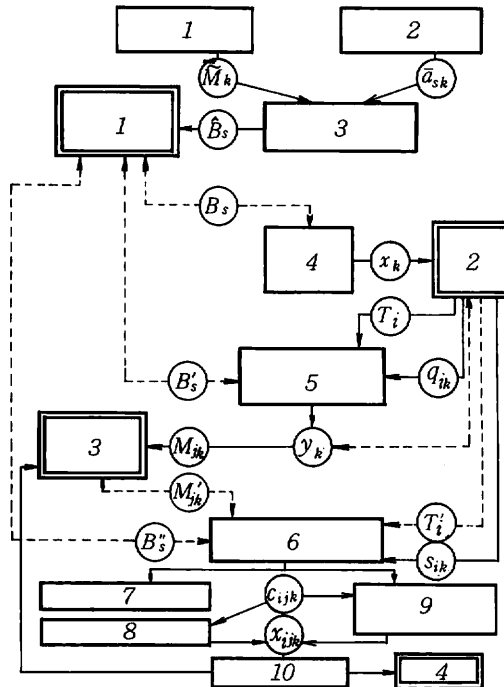 1
2
M̃k
āsk
1
B̂s
3
Bs
4
xk
2
Ti
B′s
5
qik
3
Mjk
yk
M′jk
B″s
6
T′i
sik
7
cijk
9
8
xijk
10
4